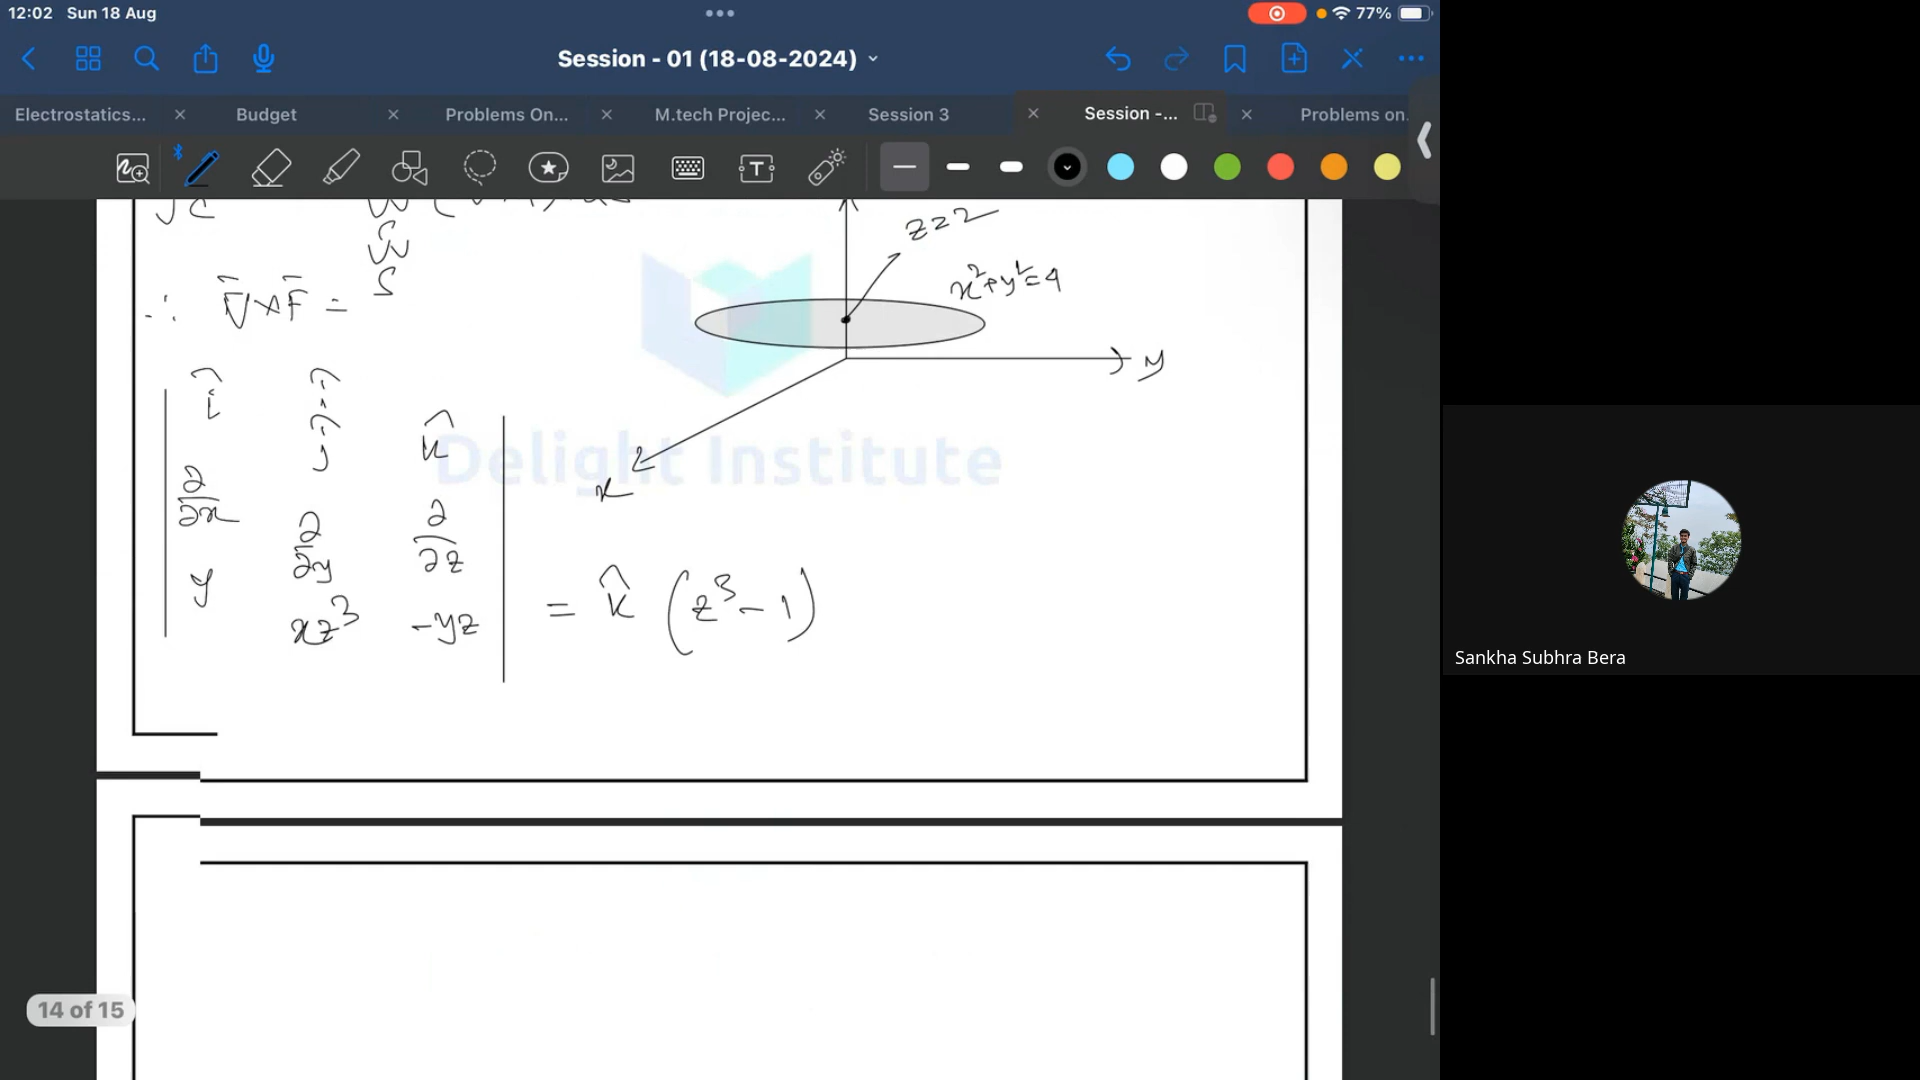 12:02 Sun 18 Aug
77%
Session - 01 (18-08-2024)
Electrostatics...
Budget
Problems On...
M.tech Projec...
Session 3
Session -...
Problems on.
T
z=2
x²+y²=4
∴ ∇×F =
S
y
x
î ĵ k̂
∂/∂x ∂/∂y ∂/∂z
y xz³ -yz
= k̂ (z³-1)
Delight Institute
Sankha Subhra Bera
14 of 15